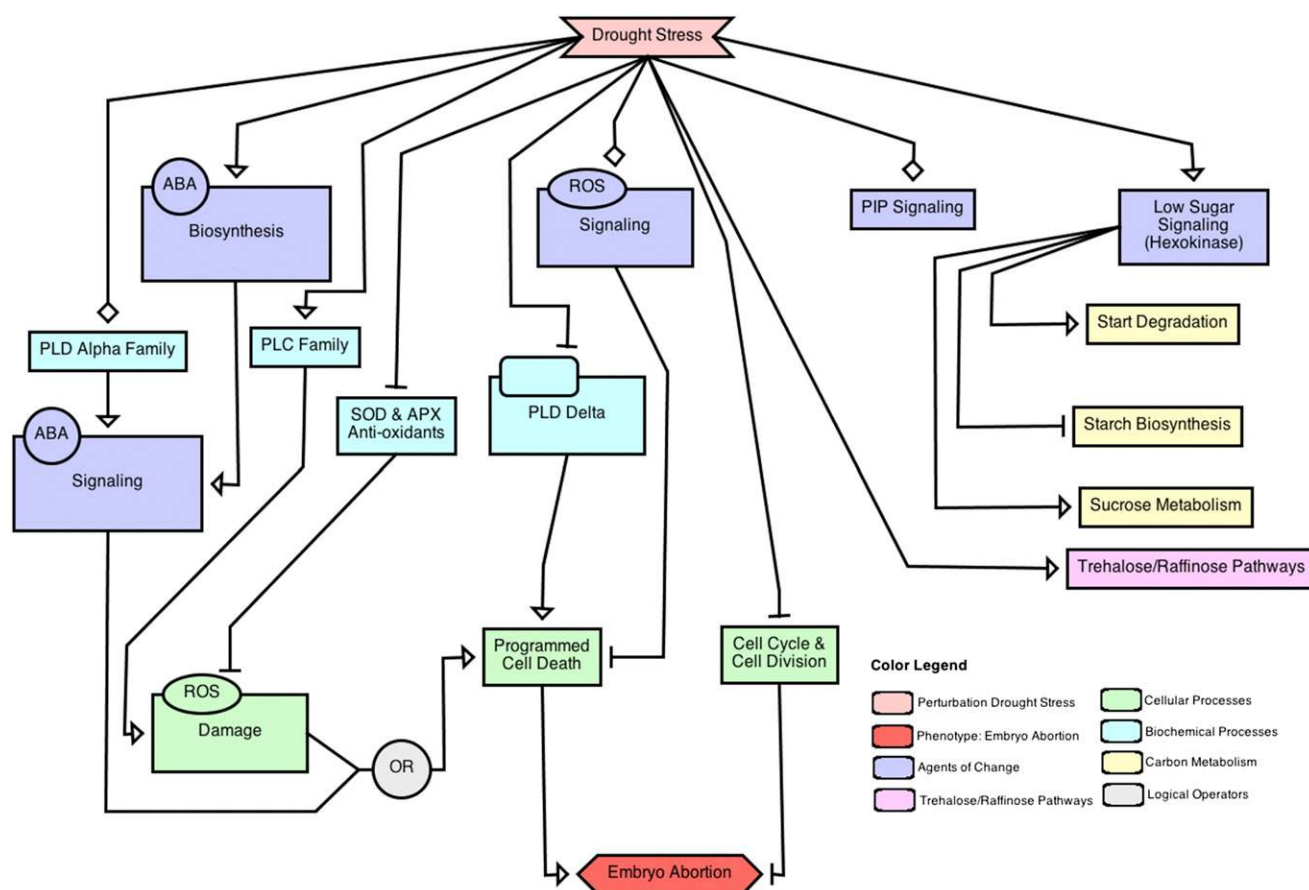 Drought Stress
ABA
Biosynthesis
ROS
Signaling
PIP Signaling
Low Sugar
Signaling
(Hexokinase)
PLD Alpha Family
PLC Family
Start Degradation
SOD & APX
Anti-oxidants
PLD Delta
ABA
Signaling
Starch Biosynthesis
Sucrose Metabolism
Trehalose/Raffinose Pathways
Programmed
Cell Death
Cell Cycle &
Cell Division
ROS
Damage
OR
Embryo Abortion
Color Legend
Perturbation Drought Stress
Phenotype: Embryo Abortion
Agents of Change
Trehalose/Raffinose Pathways
Cellular Processes
Biochemical Processes
Carbon Metabolism
Logical Operators